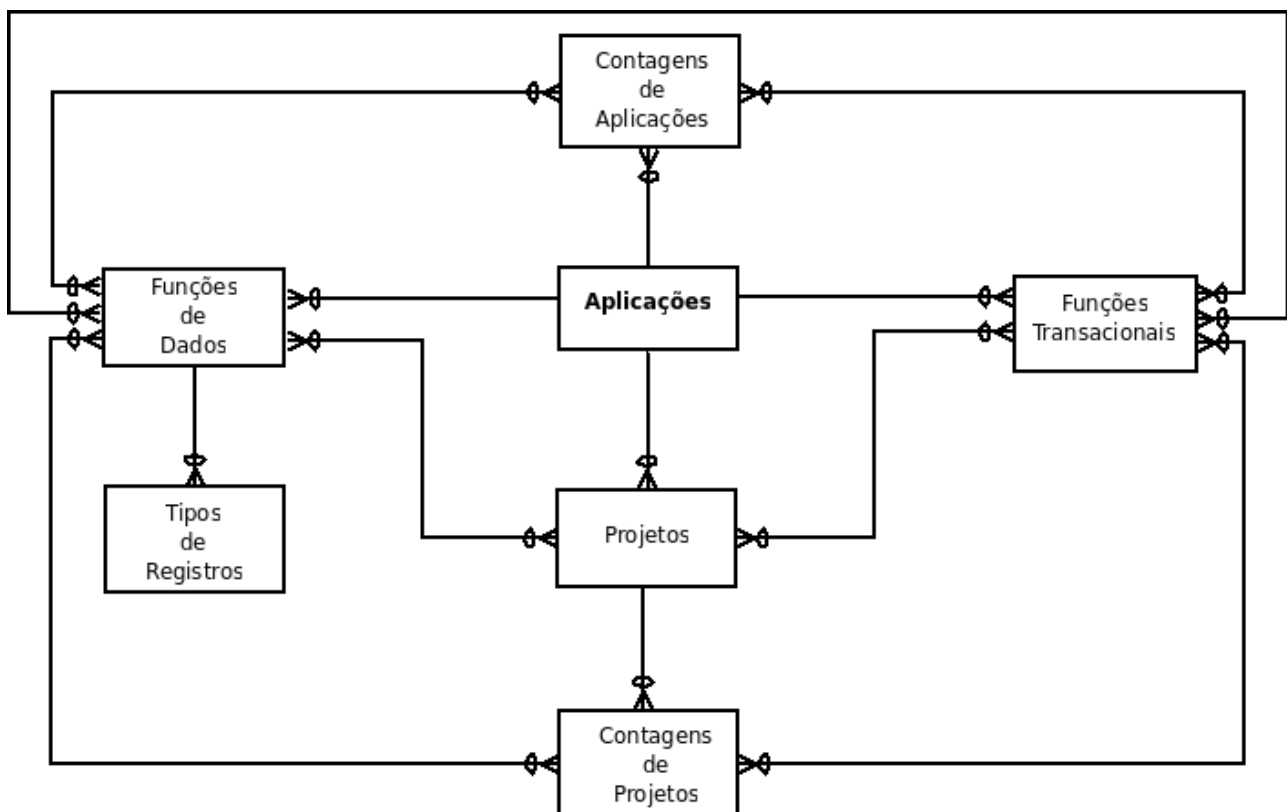 Contagens
de
Aplicações
Funções
de
Dados
Aplicações
Funções
Transacionais
Tipos
de
Registros
Projetos
Contagens
de
Projetos